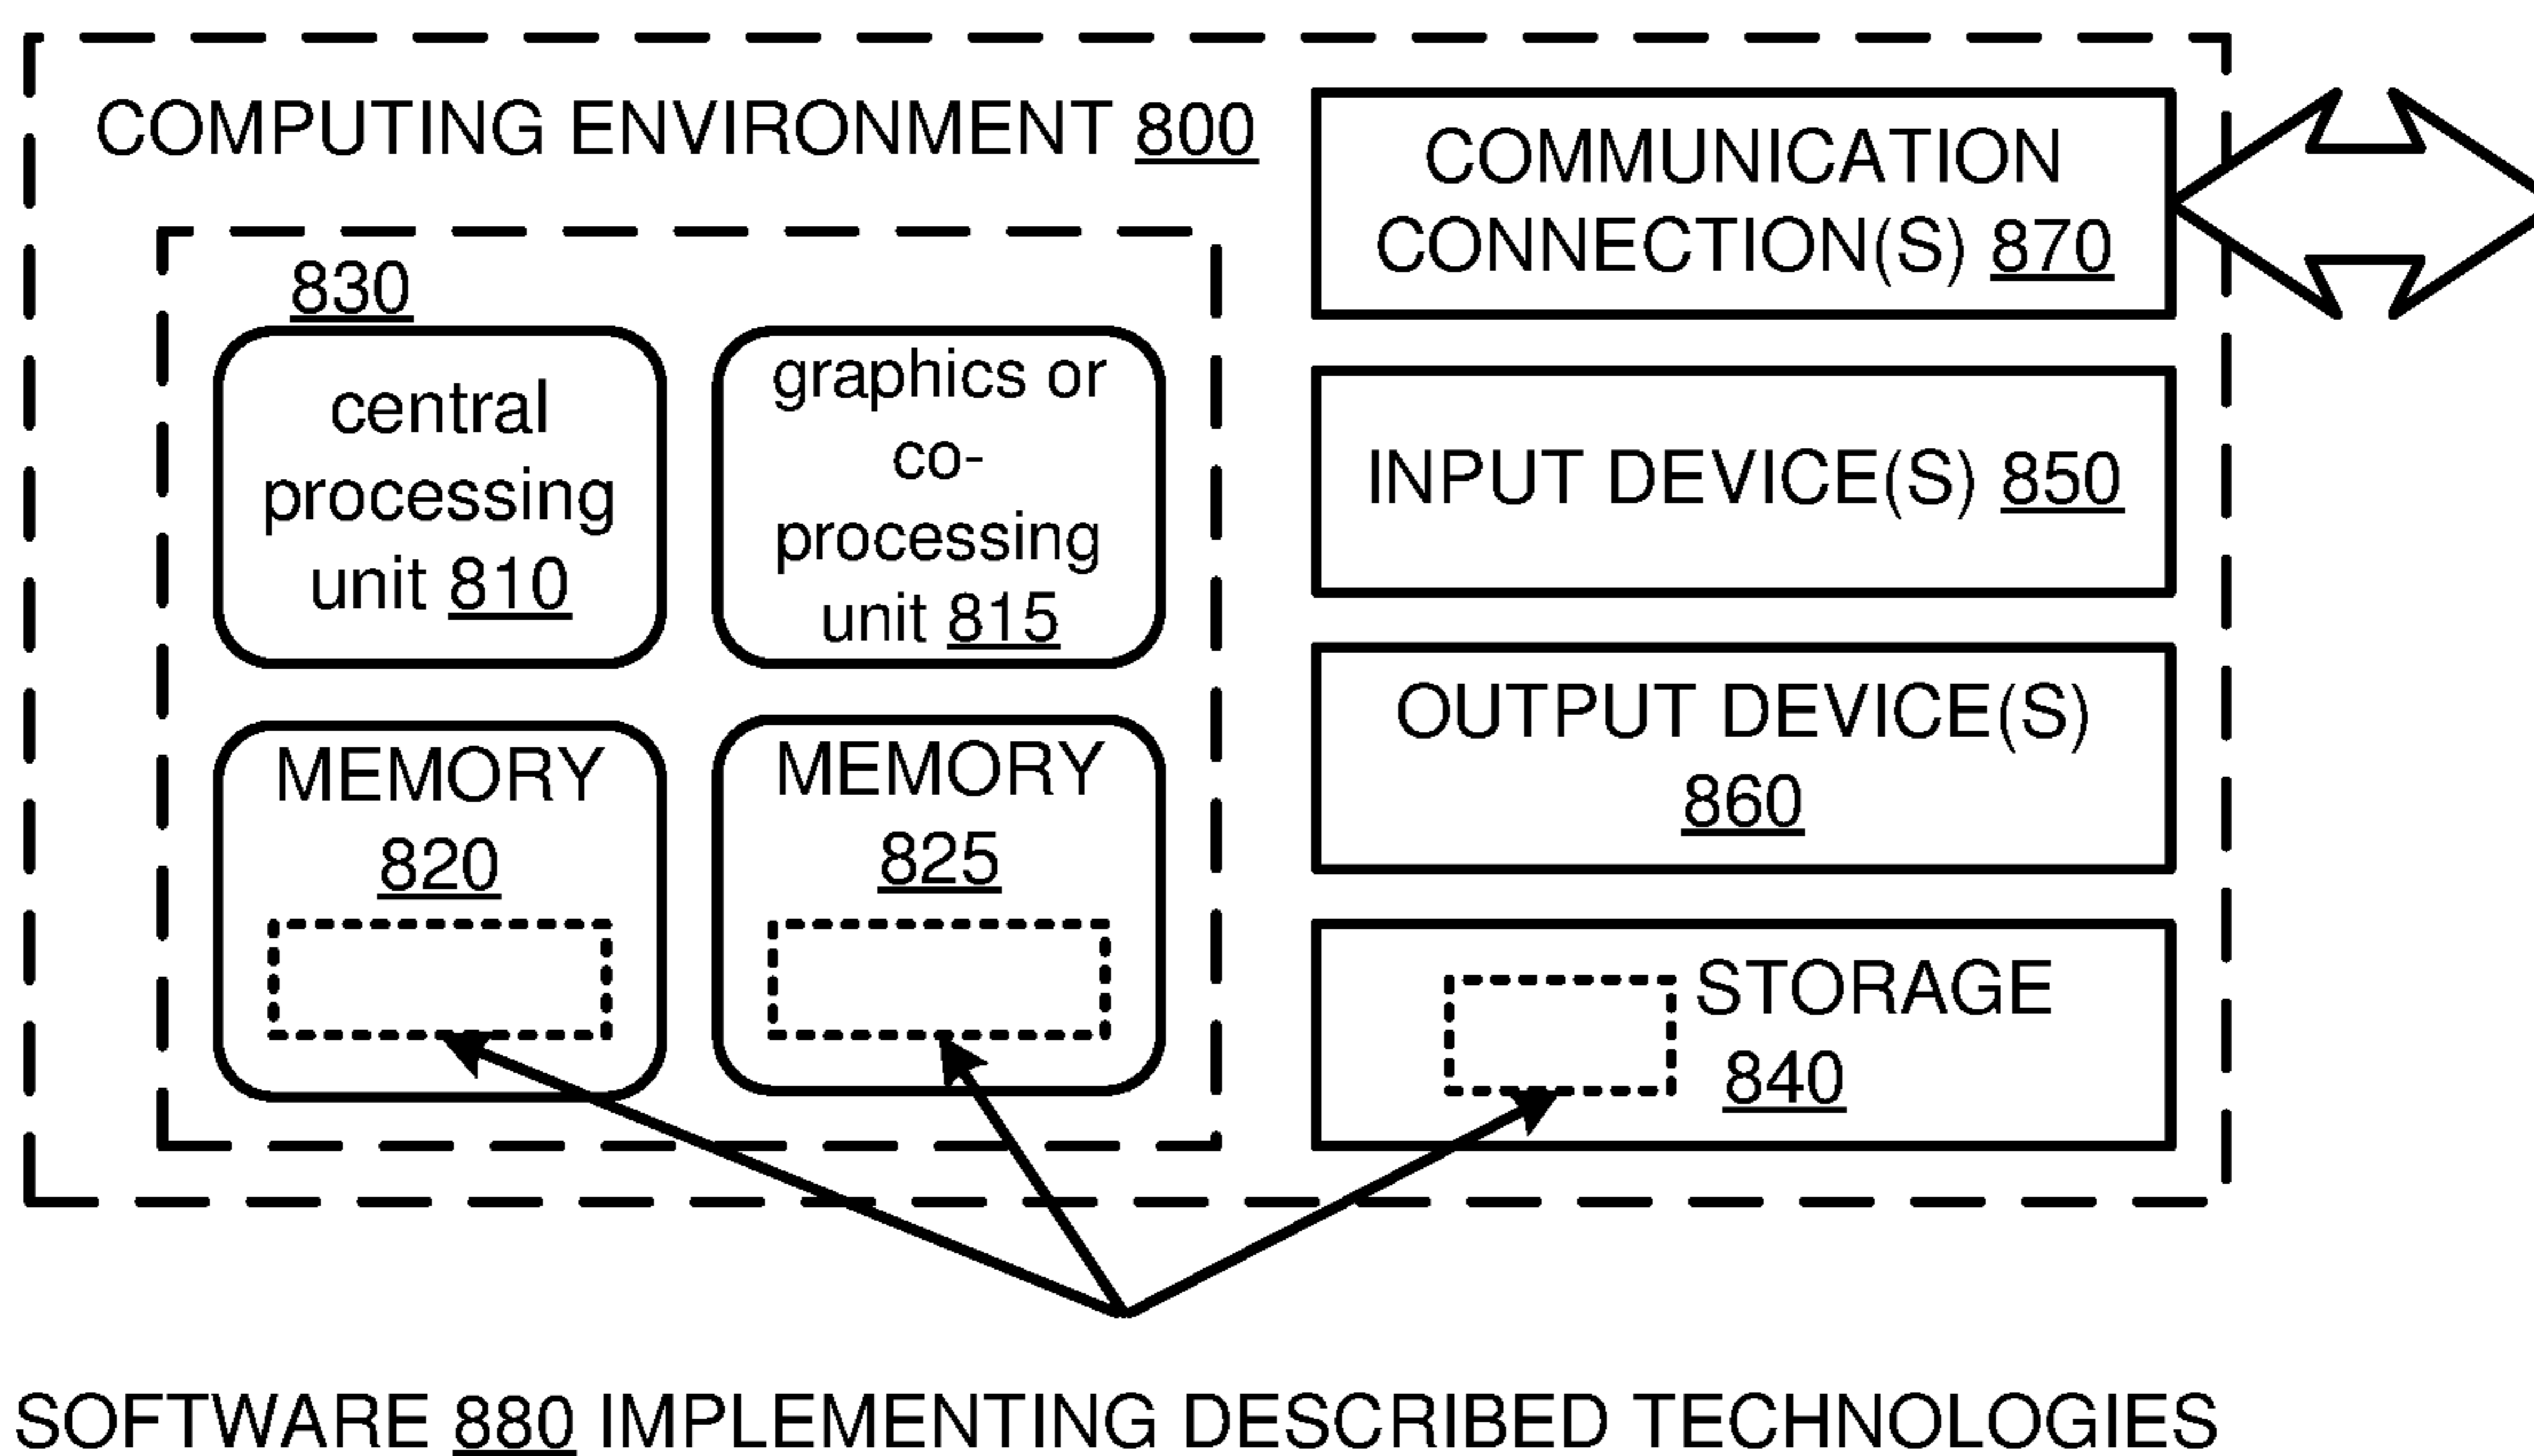 COMPUTING ENVIRONMENT 800
830
central
processing
unit 810
graphics or
co-
processing
unit 815
MEMORY
820
MEMORY
825
COMMUNICATION
CONNECTION(S) 870
INPUT DEVICE(S) 850
OUTPUT DEVICE(S)
860
STORAGE
840
SOFTWARE 880 IMPLEMENTING DESCRIBED TECHNOLOGIES